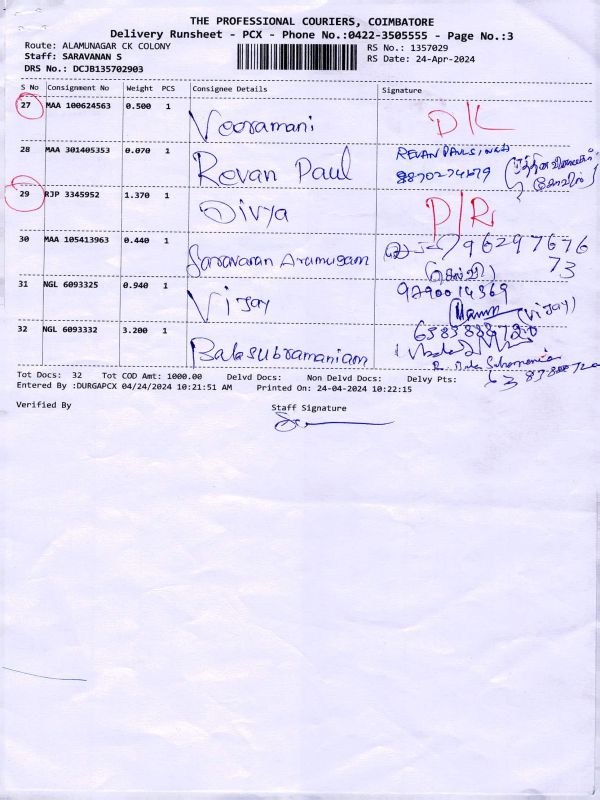 THE PROFESSIONAL COURIERS, COIMBATORE
Delivery Runsheet - PCX - Phone No.:0422-3505555 - Page No.:3
Route: ALAMUNAGAR CK COLONY RS No.: 1357029
Staff: SARAVANAN S RS Date: 24-Apr-2024
DRS No.: DCJB135702903
S No Consignment No Weight PCS Consignee Details Signature
27 MAA 100624563 0.500 1 Veeramani D/L
28 MAA 301405353 0.070 1 Revan Paul REVAN PAUL
8870274679
29 RJP 3345952 1.370 1 Divya D/R
30 MAA 105413963 0.440 1 Saravanan Arumugam 96297676
73
31 NGL 6093325 0.940 1 Vijay 9790014369
(Vijay)
32 NGL 6093332 3.200 1 Balasubramaniam
Tot Docs: 32 Tot COD Amt: 1000.00 Delvd Docs: Non Delvd Docs: Delvy Pts:
Entered By :DURGAPCX 04/24/2024 10:21:51 AM Printed On: 24-04-2024 10:22:15
Verified By Staff Signature